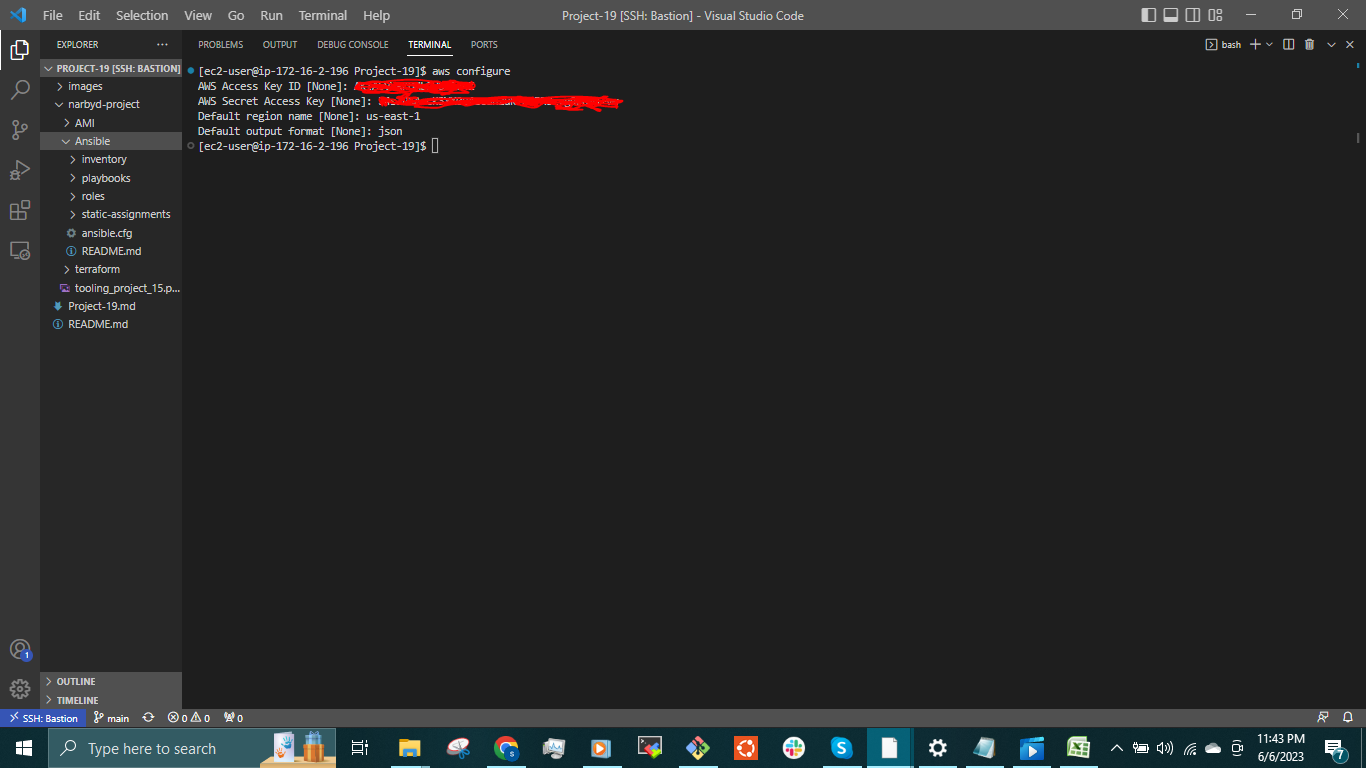 File Edit Selection View Go Run Terminal Help
Project-19 [SSH: Bastion] - Visual Studio Code
EXPLORER
PROJECT-19 [SSH: BASTION]
images
narbyd-project
AMI
Ansible
inventory
playbooks
roles
static-assignments
ansible.cfg
README.md
terraform
tooling_project_15.p...
Project-19.md
README.md
OUTLINE
TIMELINE
PROBLEMS OUTPUT DEBUG CONSOLE TERMINAL PORTS
bash
[ec2-user@ip-172-16-2-196 Project-19]$ aws configure
AWS Access Key ID [None]:
AWS Secret Access Key [None]:
Default region name [None]: us-east-1
Default output format [None]: json
[ec2-user@ip-172-16-2-196 Project-19]$
1
SSH: Bastion main 0 0 0
Type here to search
11:43 PM
6/6/2023
7